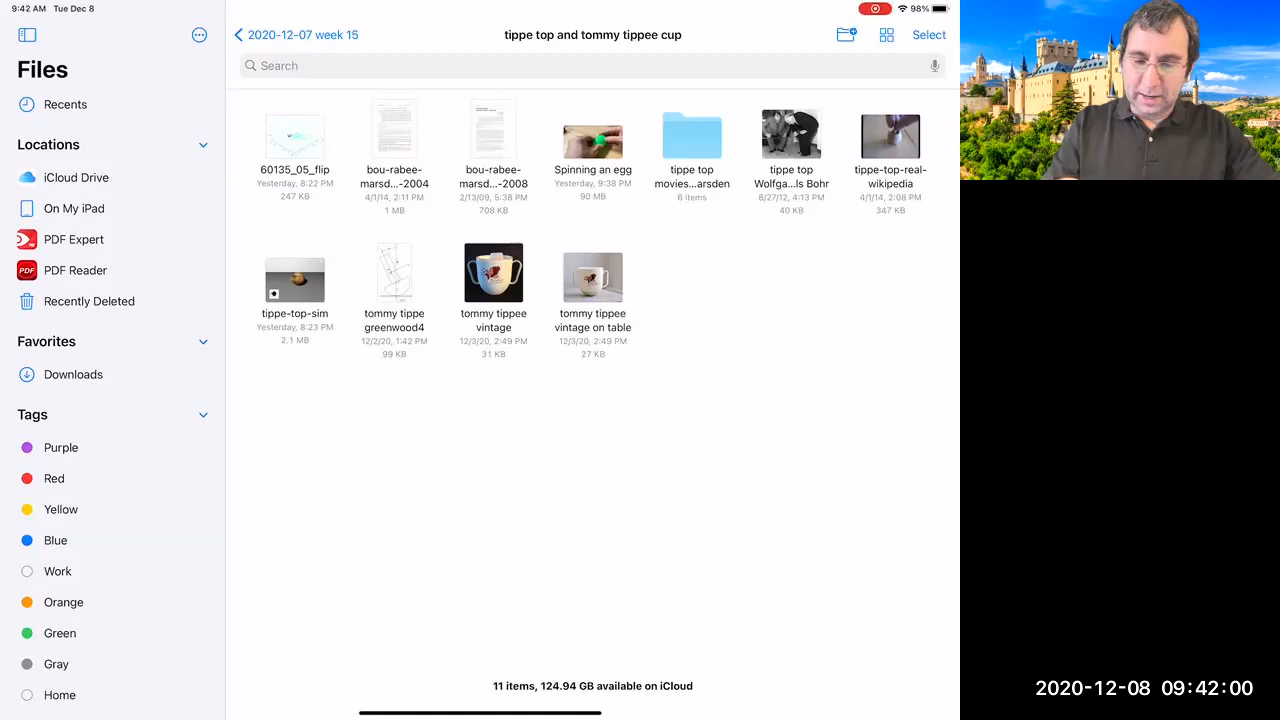 9:42 AM Tue Dec 8
98%
2020-12-07 week 15
tippe top and tommy tippee cup
Select
Files
Search
Recents
Locations
iCloud Drive
On My iPad
PDF Expert
PDF
PDF Reader
Recently Deleted
Favorites
Downloads
Tags
Purple
Red
Yellow
Blue
Work
Orange
Green
Gray
Home
60135_05_flip
Yesterday, 8:22 PM
247 KB
bou-rabee-
marsd...-2004
4/1/14, 2:11 PM
1 MB
bou-rabee-
marsd...-2008
2/13/09, 5:38 PM
708 KB
Spinning an egg
Yesterday, 9:38 PM
90 MB
tippe top
movies...arsden
6 items
tippe top
Wolfga...ls Bohr
8/27/12, 4:13 PM
40 KB
tippe-top-real-
wikipedia
4/1/14, 2:08 PM
347 KB
tippe-top-sim
Yesterday, 8:23 PM
2.1 MB
tommy tippe
greenwood4
12/2/20, 1:42 PM
99 KB
tommy tippee
vintage
12/3/20, 2:49 PM
31 KB
tommy tippee
vintage on table
12/3/20, 2:49 PM
27 KB
11 items, 124.94 GB available on iCloud
2020-12-08 09:42:00